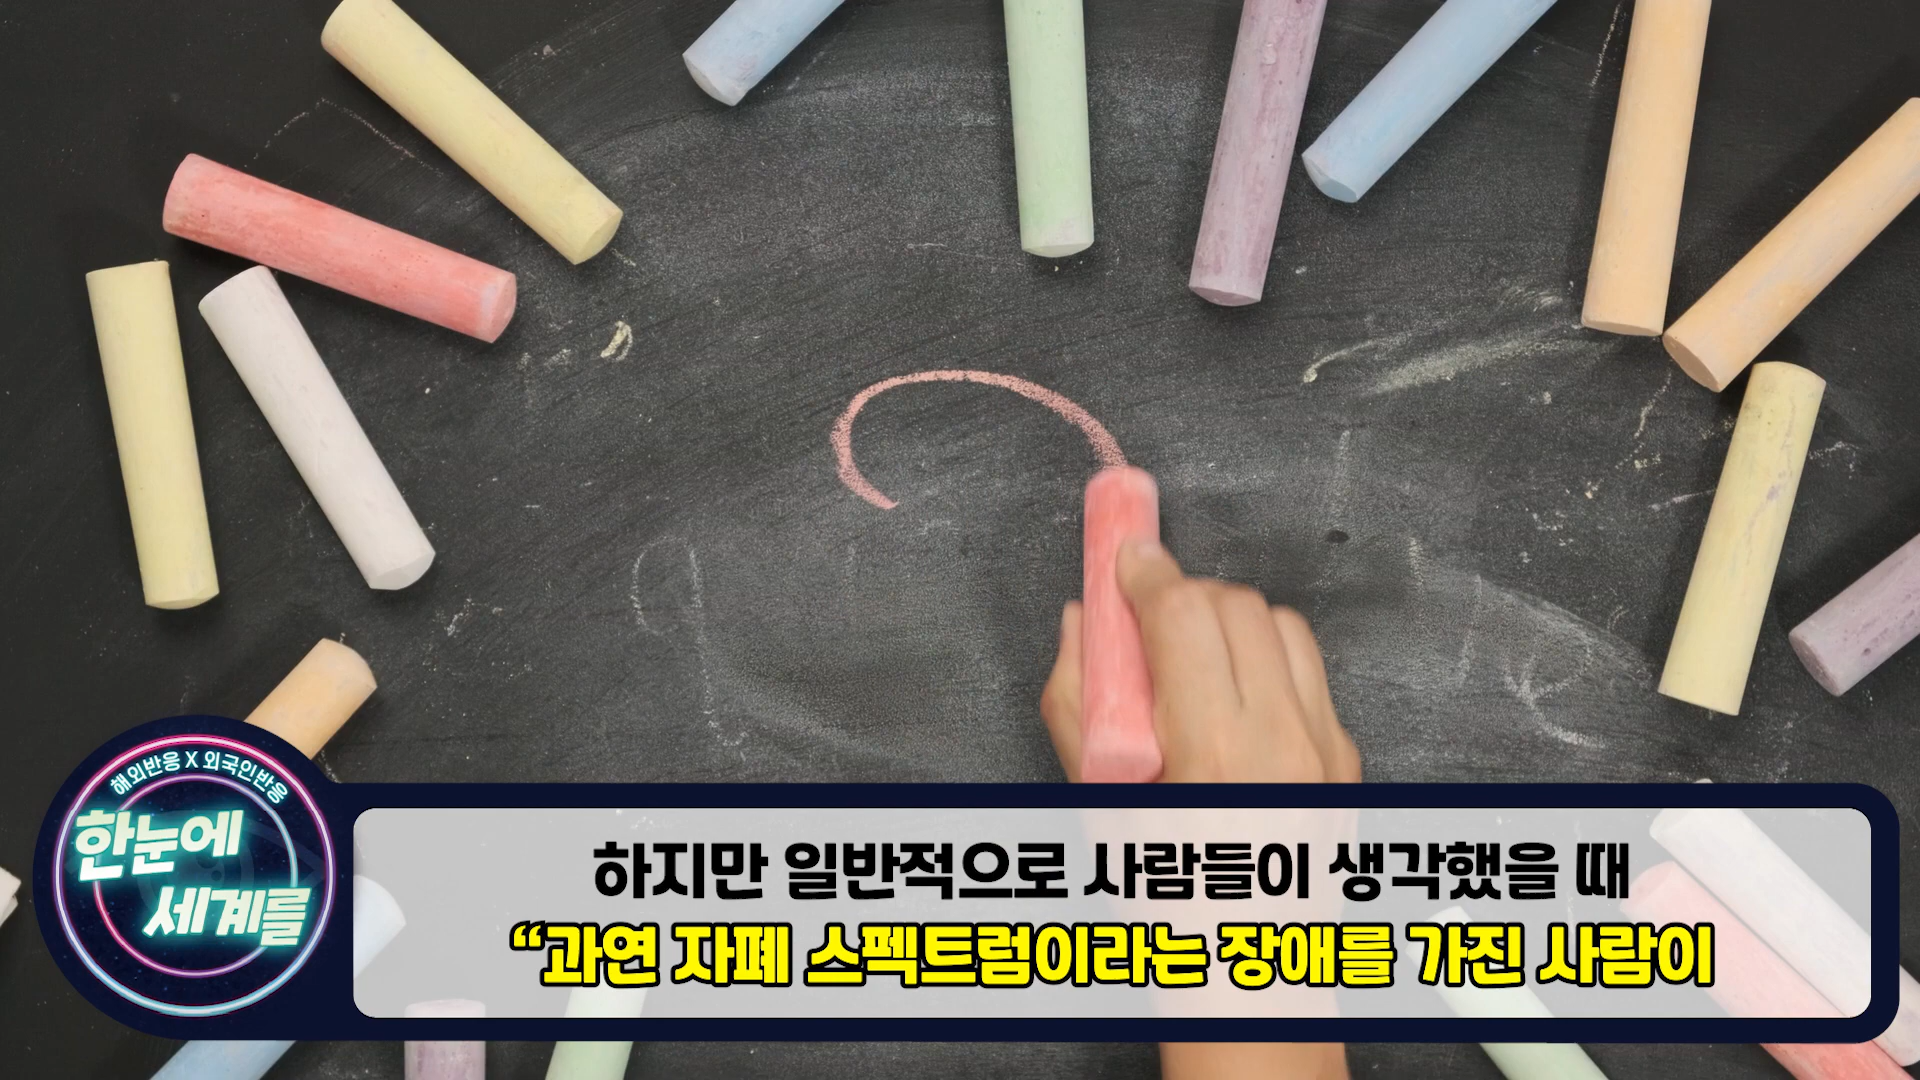 해외반응 X 외국인반응
한눈에
세계를
하지만 일반적으로 사람들이 생각했을 때
“과연 자폐 스펙트럼이라는 장애를 가진 사람이